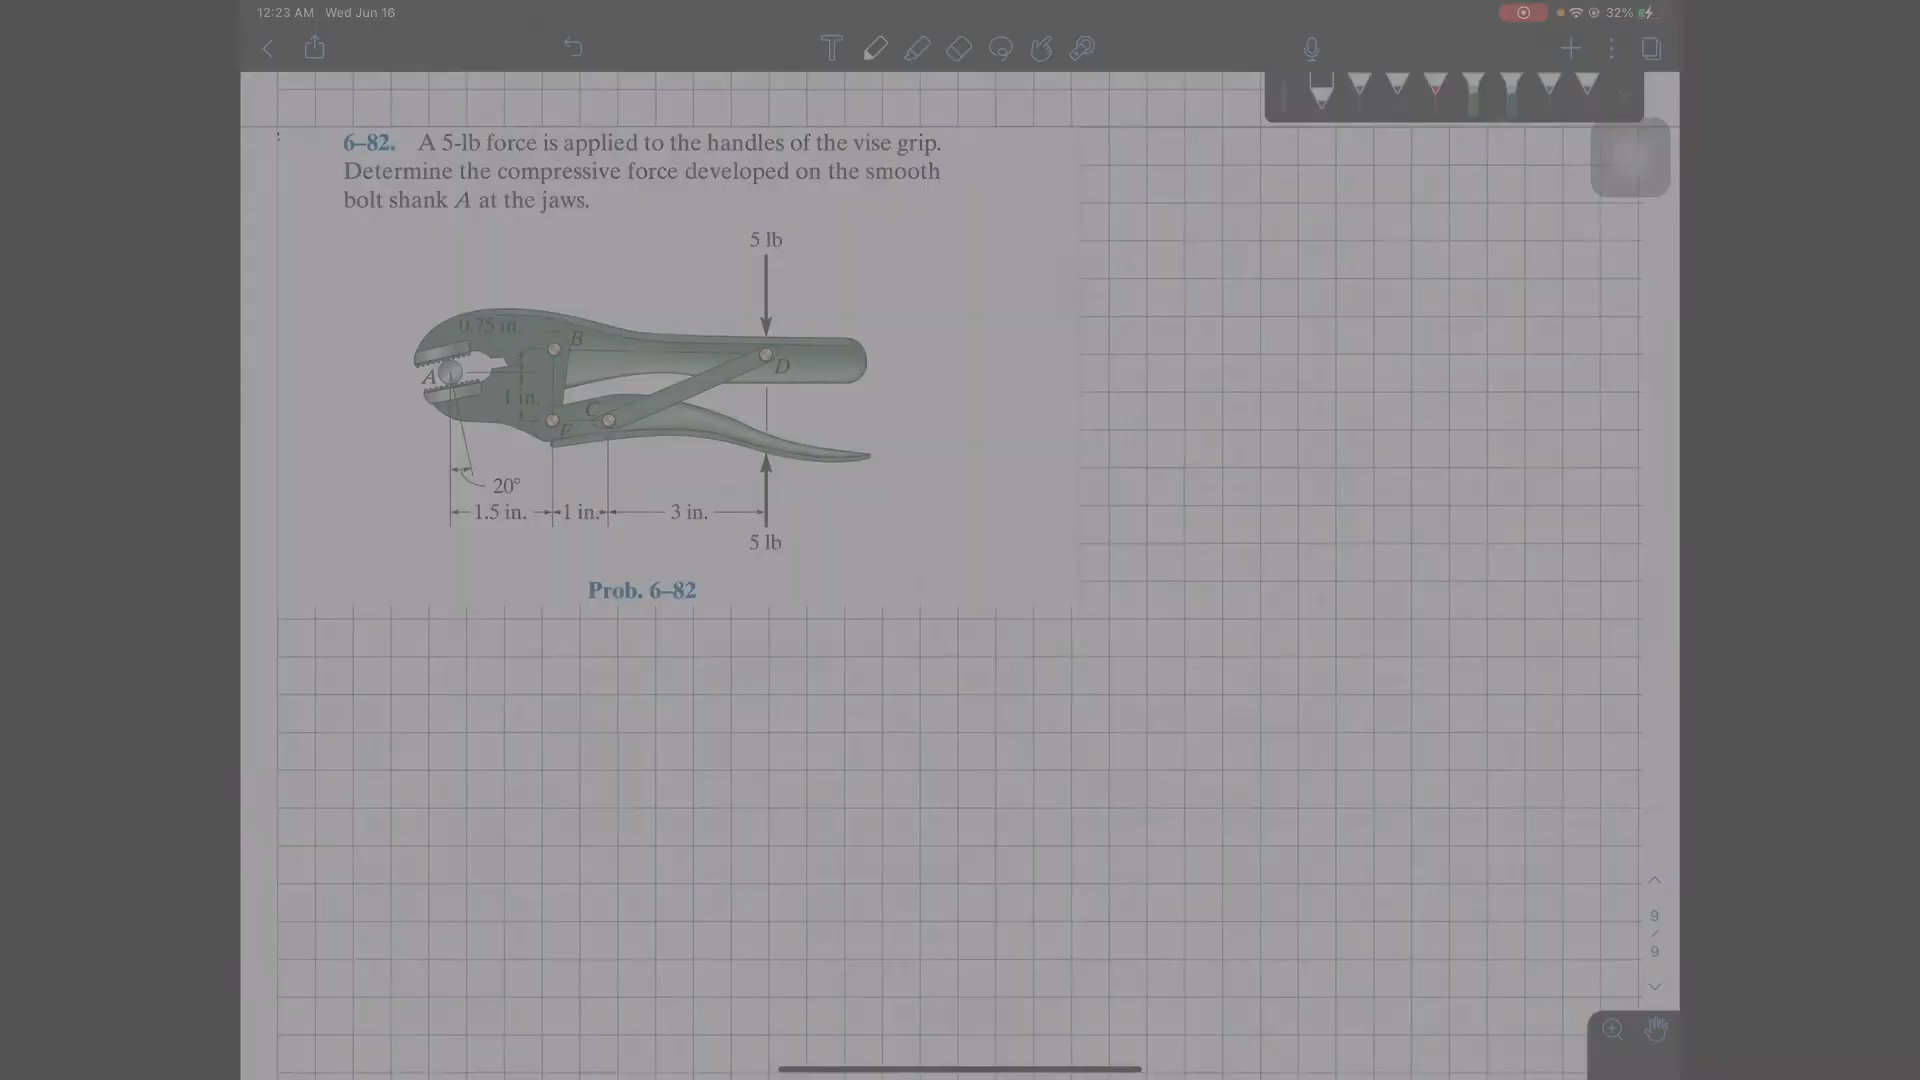 12:23 AM Wed Jun 16
32%
6–82. A 5-lb force is applied to the handles of the vise grip.
Determine the compressive force developed on the smooth
bolt shank A at the jaws.
5 lb
0.75 in.
B
D
A
1 in.
C
E
20°
1.5 in.
1 in.
3 in.
5 lb
Prob. 6–82
9
/
9